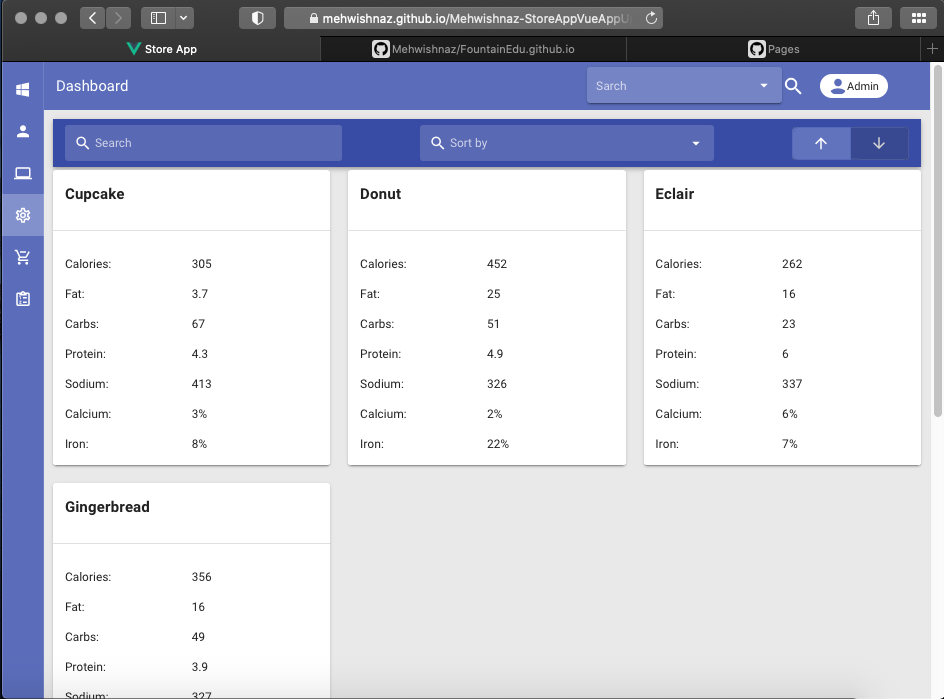 mehwishnaz.github.io/Mehwishnaz-StoreAppVueAppU
Store App
Mehwishnaz/FountainEdu.github.io
Pages
Dashboard
Sarch
Admin
Search
Sort by
Cupcake
Calories: 305
Fat: 3.7
Carbs: 67
Protein: 4.3
Sodium: 413
Calcium: 3%
Iron: 8%
Donut
Calories: 452
Fat: 25
Carbs: 51
Protein: 4.9
Sodium: 326
Calcium: 2%
Iron: 22%
Eclair
Calories: 262
Fat: 16
Carbs: 23
Protein: 6
Sodium: 337
Calcium: 6%
Iron: 7%
Gingerbread
Calories: 356
Fat: 16
Carbs: 49
Protein: 3.9
Sodium: 327